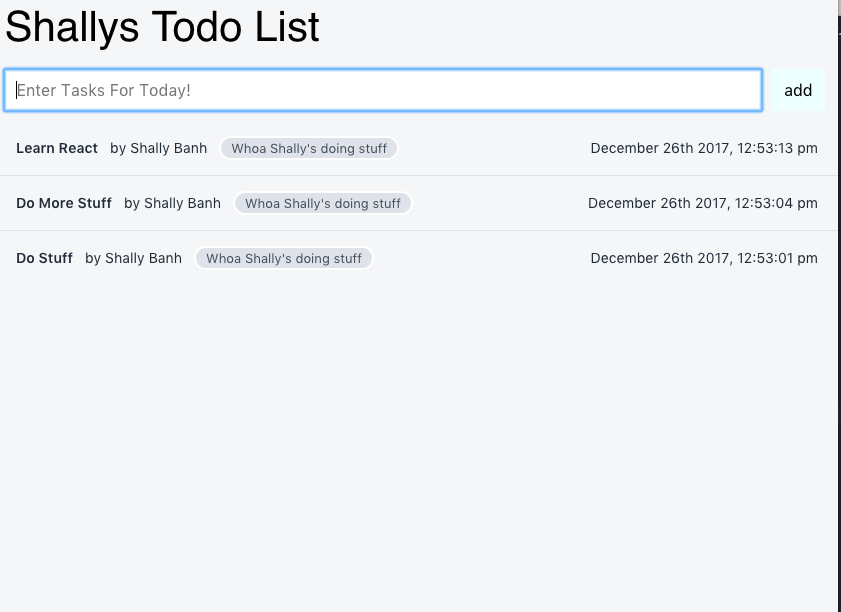 Shallys Todo List
Enter Tasks For Today! add
Learn React by Shally Banh Whoa Shally's doing stuff December 26th 2017, 12:53:13 pm
Do More Stuff by Shally Banh Whoa Shally's doing stuff December 26th 2017, 12:53:04 pm
Do Stuff by Shally Banh Whoa Shally's doing stuff December 26th 2017, 12:53:01 pm